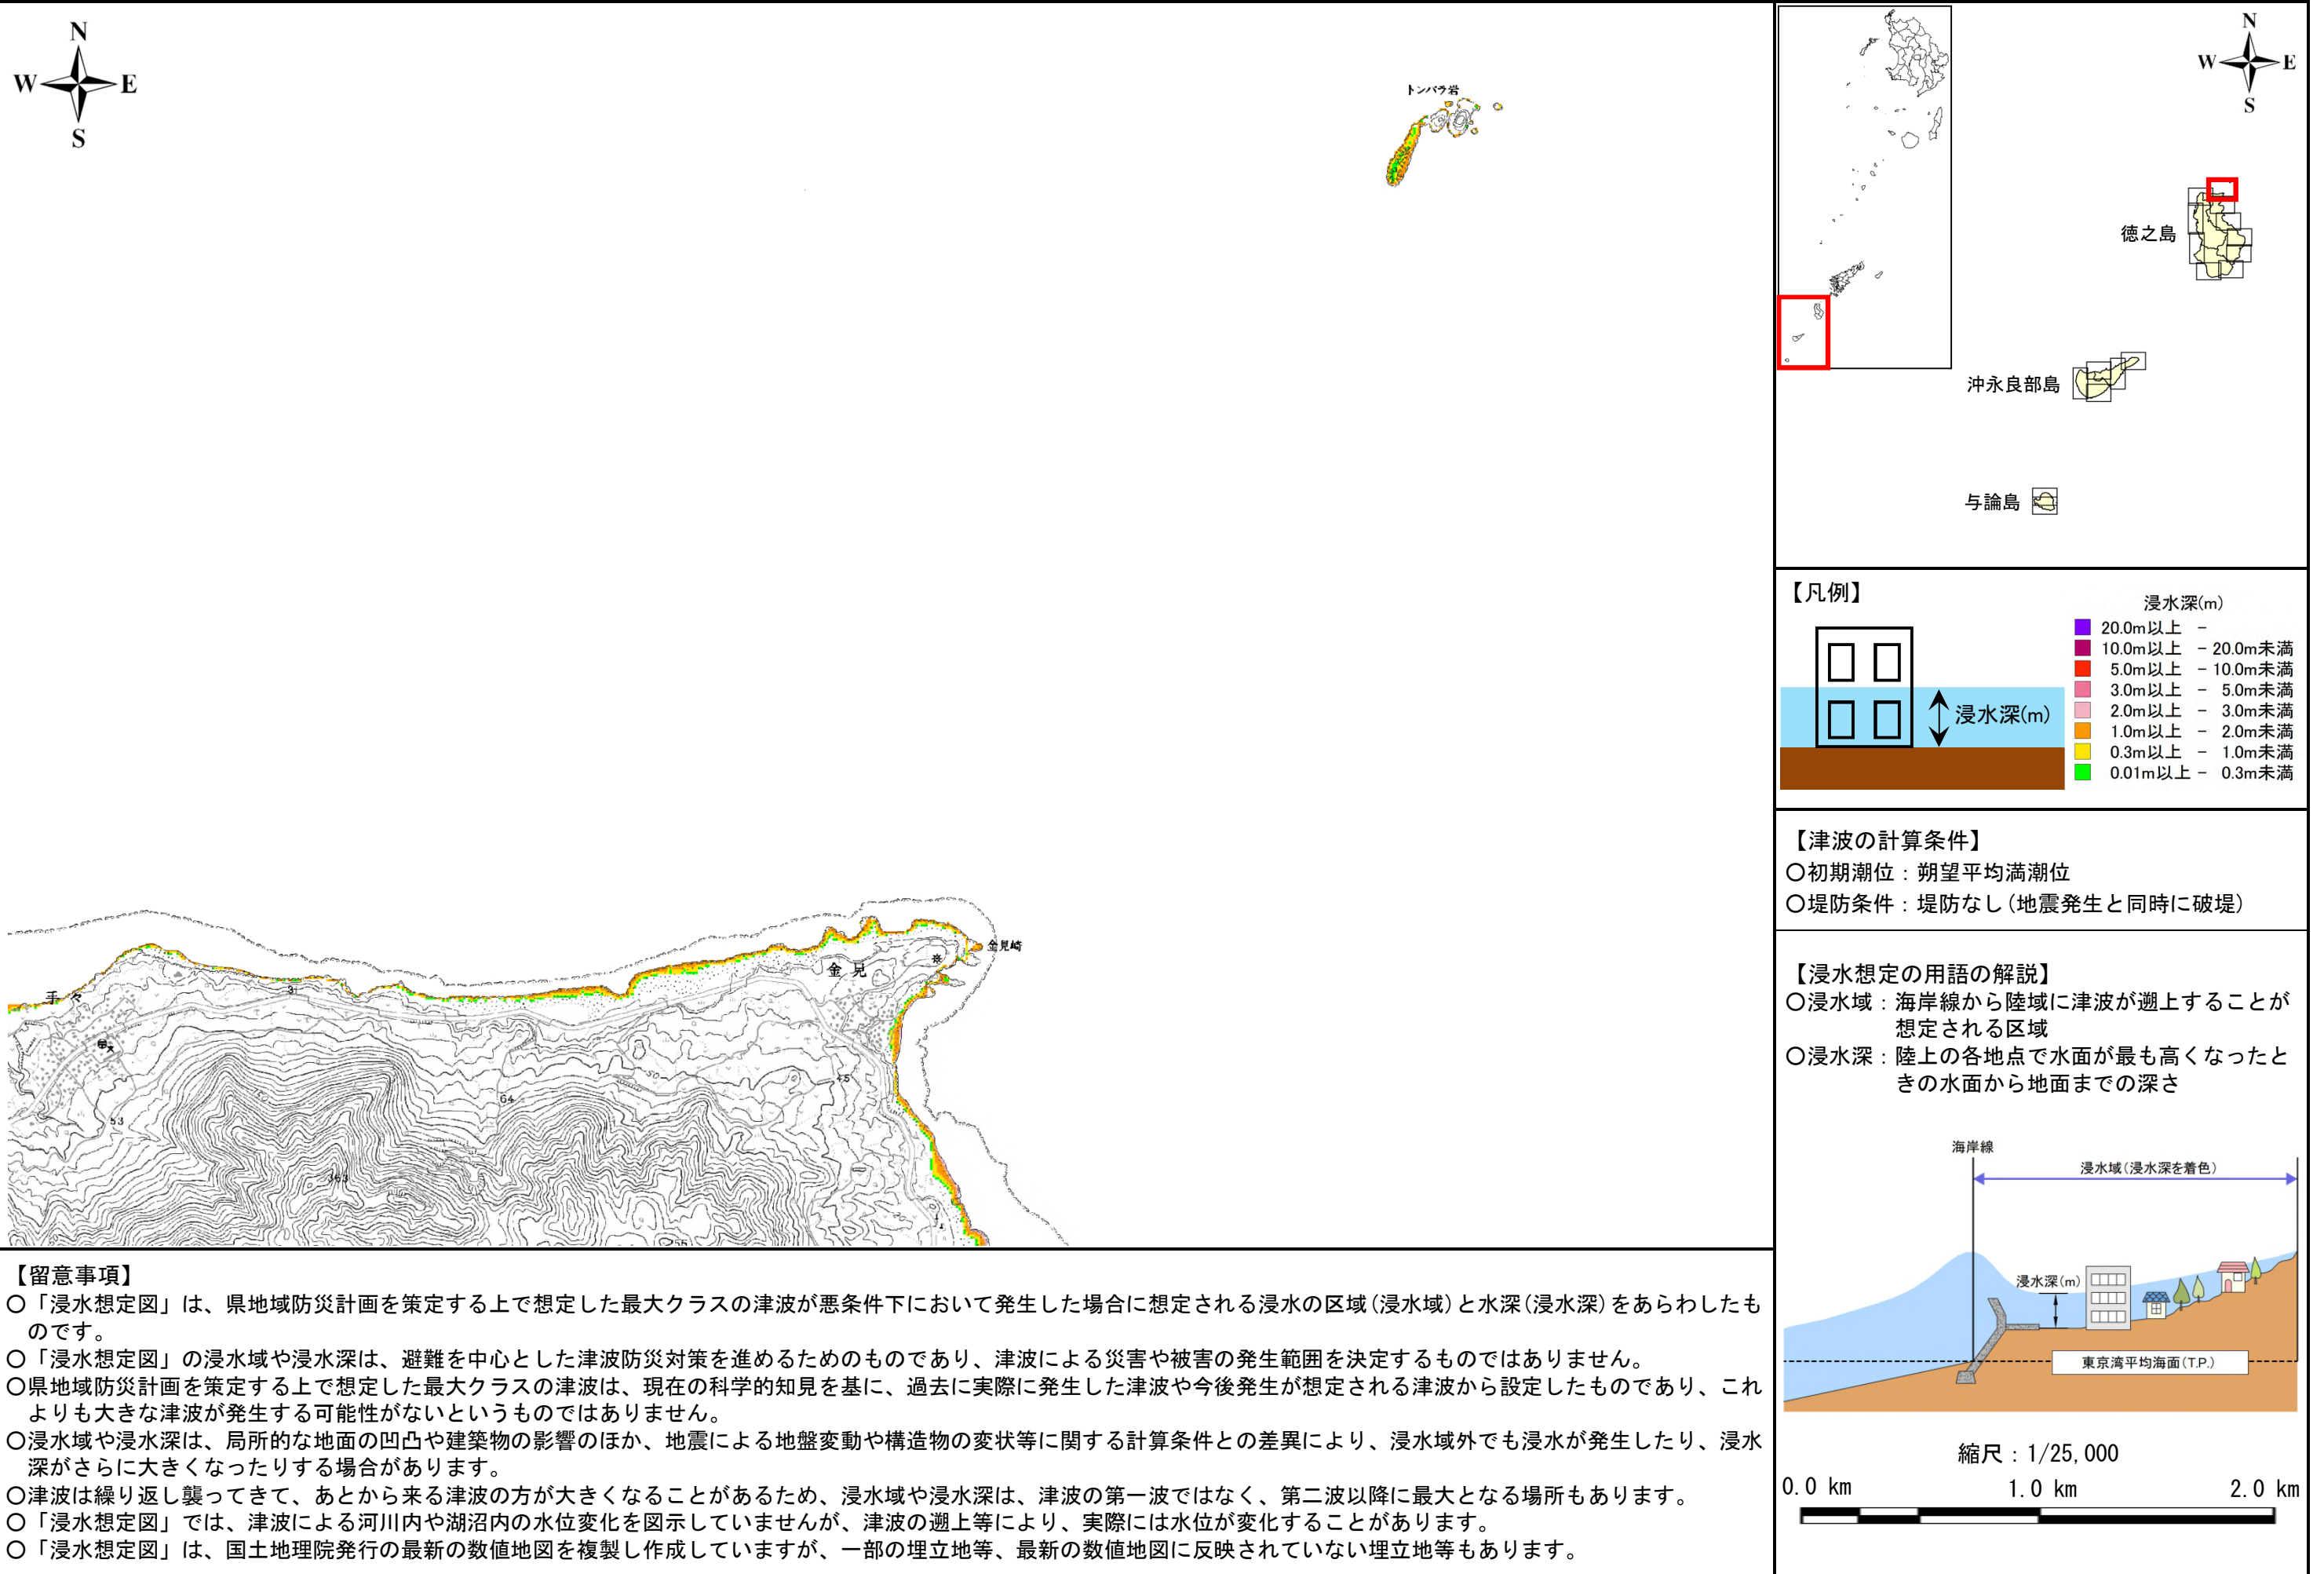 N
W E
S
トンバラ岩
金見崎
金見
手々
31
53
64
50
45
363
N
W E
S
徳之島
沖永良部島
与論島
【凡例】
浸水深(m)
浸水深(m)
20.0m以上 -
10.0m以上 - 20.0m未満
5.0m以上 - 10.0m未満
3.0m以上 - 5.0m未満
2.0m以上 - 3.0m未満
1.0m以上 - 2.0m未満
0.3m以上 - 1.0m未満
0.01m以上 - 0.3m未満
【津波の計算条件】
○初期潮位:朔望平均満潮位
○堤防条件:堤防なし(地震発生と同時に破堤)
【浸水想定の用語の解説】
○浸水域:海岸線から陸域に津波が遡上することが
想定される区域
○浸水深:陸上の各地点で水面が最も高くなったと
きの水面から地面までの深さ
海岸線
浸水域(浸水深を着色)
浸水深(m)
東京湾平均海面(T.P.)
縮尺:1/25,000
0.0 km 1.0 km 2.0 km
【留意事項】
○「浸水想定図」は、県地域防災計画を策定する上で想定した最大クラスの津波が悪条件下において発生した場合に想定される浸水の区域(浸水域)と水深(浸水深)をあらわしたも
のです。
○「浸水想定図」の浸水域や浸水深は、避難を中心とした津波防災対策を進めるためのものであり、津波による災害や被害の発生範囲を決定するものではありません。
○県地域防災計画を策定する上で想定した最大クラスの津波は、現在の科学的知見を基に、過去に実際に発生した津波や今後発生が想定される津波から設定したものであり、これ
よりも大きな津波が発生する可能性がないというものではありません。
○浸水域や浸水深は、局所的な地面の凹凸や建築物の影響のほか、地震による地盤変動や構造物の変状等に関する計算条件との差異により、浸水域外でも浸水が発生したり、浸水
深がさらに大きくなったりする場合があります。
○津波は繰り返し襲ってきて、あとから来る津波の方が大きくなることがあるため、浸水域や浸水深は、津波の第一波ではなく、第二波以降に最大となる場所もあります。
○「浸水想定図」では、津波による河川内や湖沼内の水位変化を図示していませんが、津波の遡上等により、実際には水位が変化することがあります。
○「浸水想定図」は、国土地理院発行の最新の数値地図を複製し作成していますが、一部の埋立地等、最新の数値地図に反映されていない埋立地等もあります。